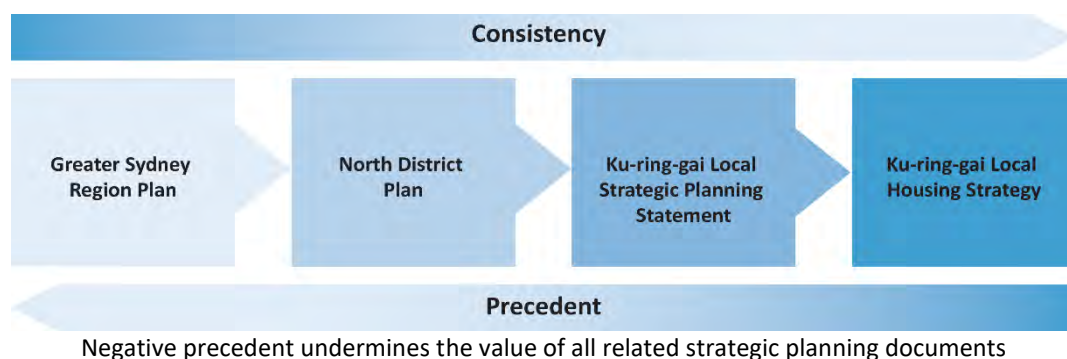 Consistency
Greater Sydney
Region Plan
North District
Plan
Ku-ring-gai Local
Strategic Planning
Statement
Ku-ring-gai Local
Housing Strategy
Precedent
Negative precedent undermines the value of all related strategic planning documents